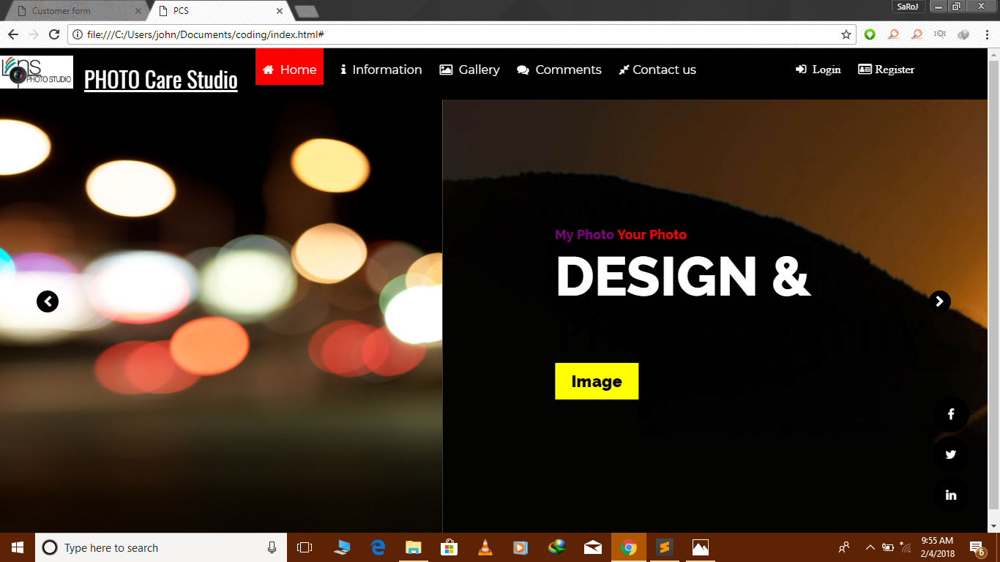 Customer form
PCS
SaRoJ
file:///C:/Users/john/Documents/coding/index.html#
Lens
PHOTO STUDIO
PHOTO Care Studio
Home
Information
Gallery
Comments
Contact us
Login
Register
My Photo Your Photo
DESIGN &
PHOTOGRAPHY
Image
Type here to search
9:55 AM
2/4/2018
6